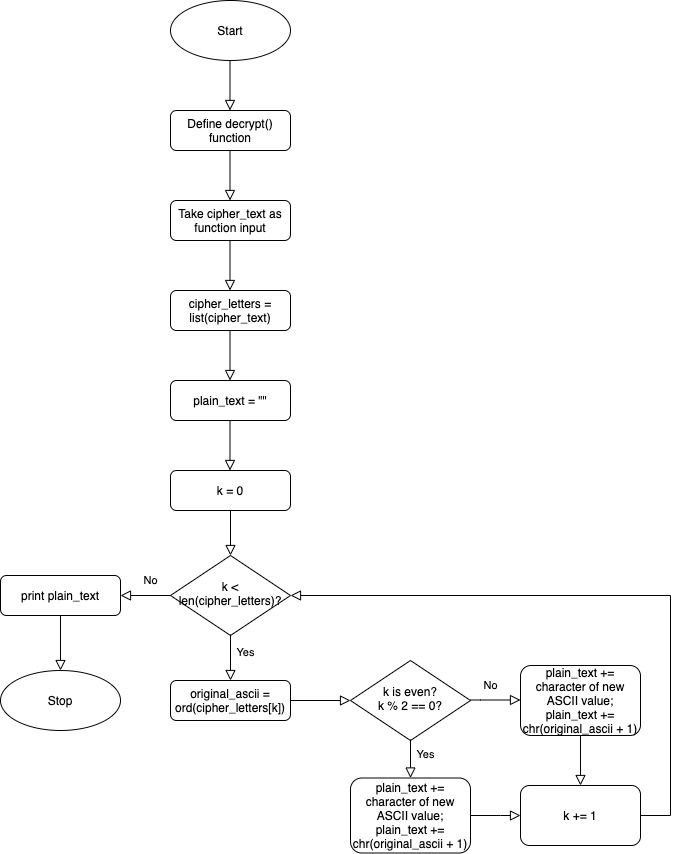 Start
Define decrypt()
function
Take cipher_text as
function input
cipher_letters =
list(cipher_text)
plain_text = ""
k = 0
k <
len(cipher_letters)?
No
print plain_text
Stop
Yes
original_ascii =
ord(cipher_letters[k])
k is even?
k % 2 == 0?
No
plain_text +=
character of new
ASCII value;
plain_text +=
chr(original_ascii + 1)
Yes
plain_text +=
character of new
ASCII value;
plain_text +=
chr(original_ascii + 1)
k += 1